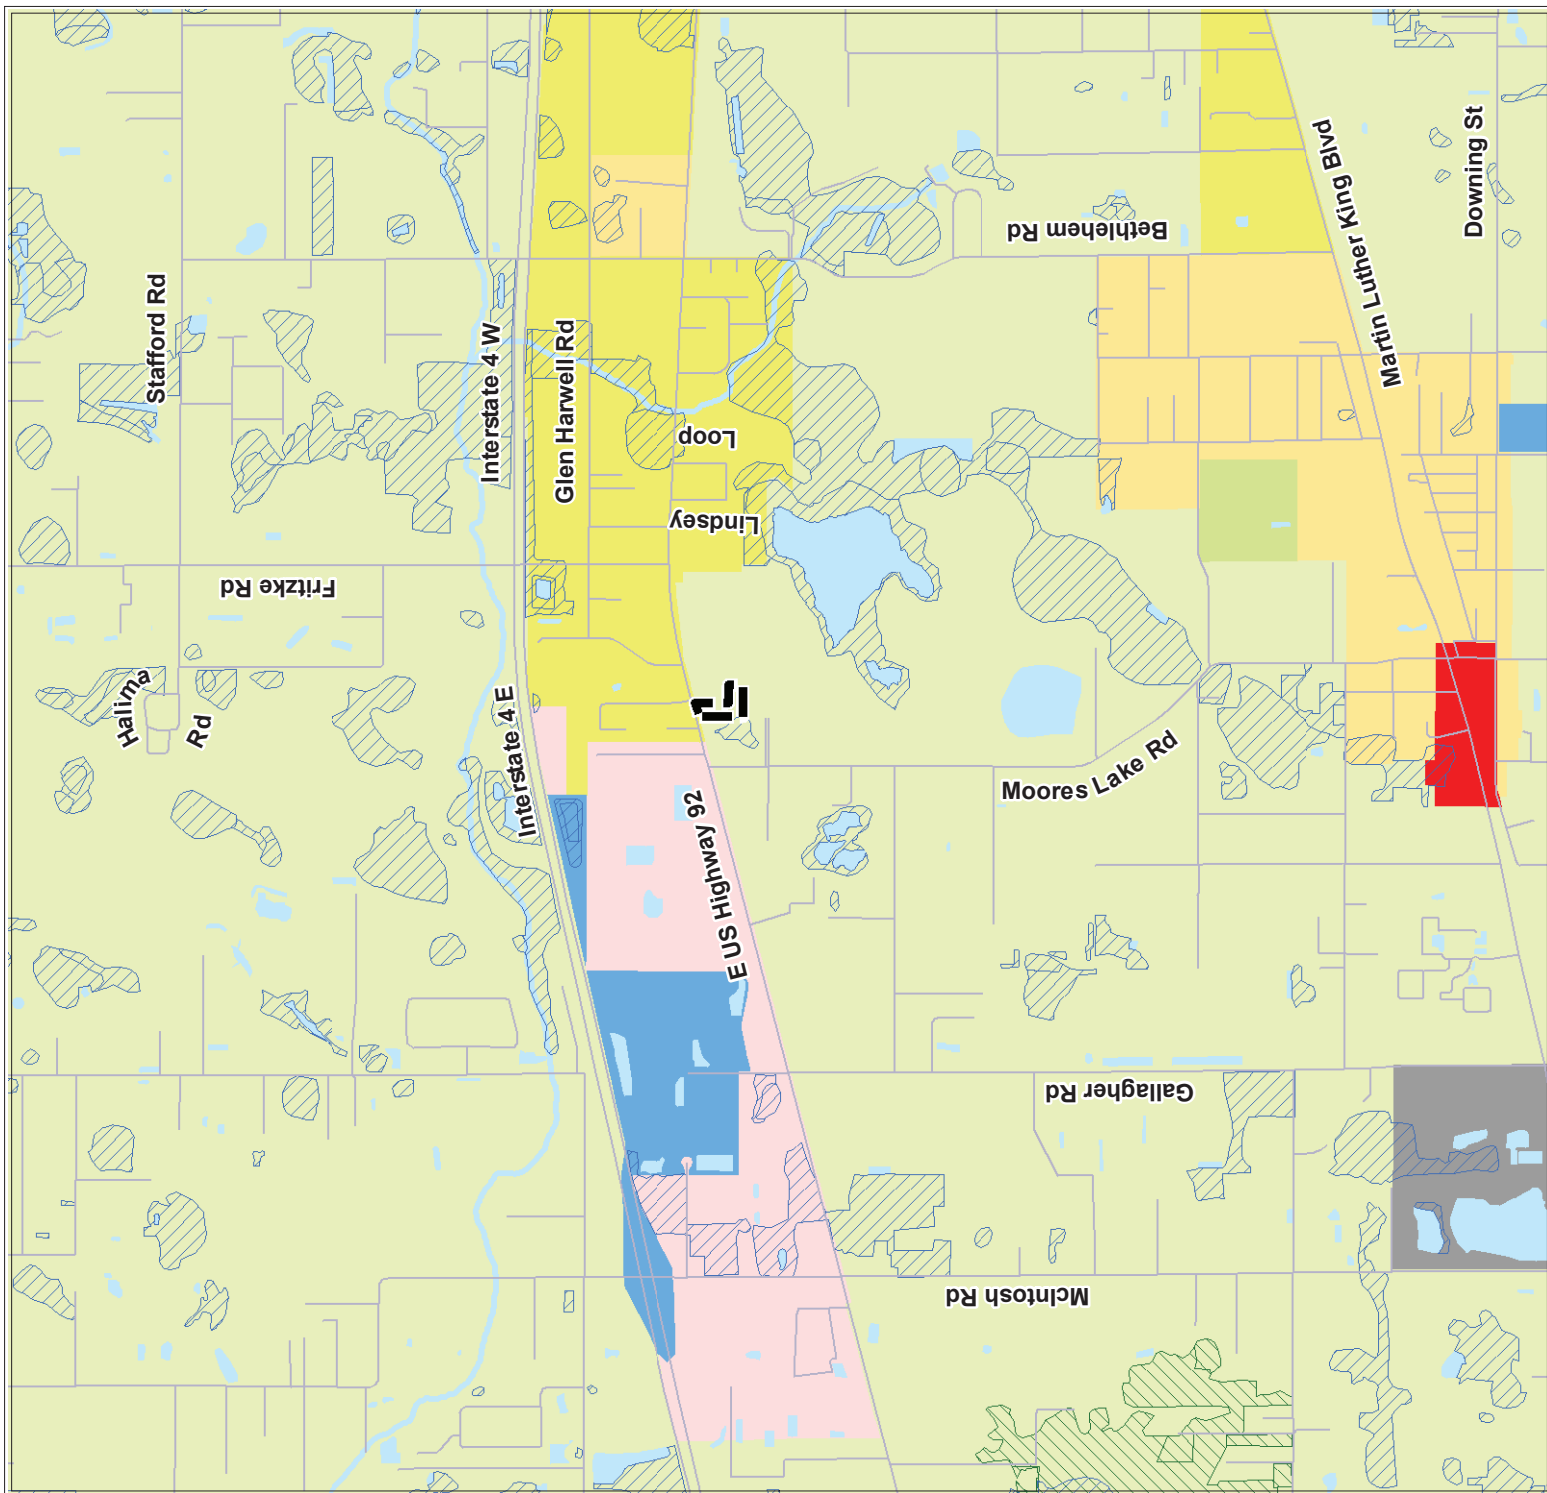 Bethlehem Rd
Martin Luther King Blvd
Downing St
Stafford Rd
Interstate 4 W
Glen Harwell Rd
Loop
Lindsey
Fritzke Rd
Halima
Rd
Interstate 4 E
E US Highway 92
Moores Lake Rd
Gallagher Rd
McIntosh Rd